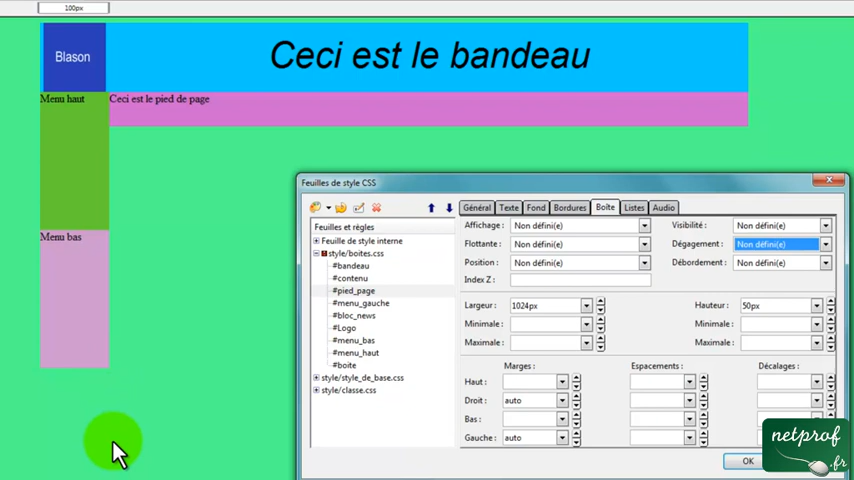 100px
Blason
Ceci est le bandeau
Menu haut
Ceci est le pied de page
Menu bas
Feuilles de style CSS
Général Texte Fond Bordures Boîte Listes Audio
Feuilles et règles
Feuille de style interne
style/boites.css
#bandeau
#contenu
#pied_page
#menu_gauche
#bloc_news
#Logo
#menu_bas
#menu_haut
#boite
style/style_de_base.css
style/classe.css
Affichage : Non défini(e) Visibilité : Non défini(e)
Flottante : Non défini(e) Dégagement : Non défini(e)
Position : Non défini(e) Débordement : Non défini(e)
Index Z :
Largeur : 1024px Hauteur : 50px
Minimale : Minimale :
Maximale : Maximale :
Marges : Espacements : Décalages :
Haut :
Droit : auto
Bas :
Gauche : auto
OK
netprof
.fr